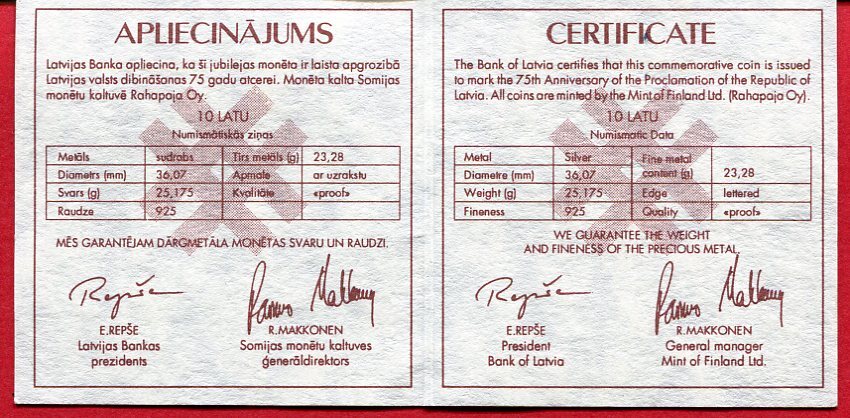 APLIECINĀJUMS
Latvijas Banka apliecina, ka šī jubilejas monēta ir laista apgrozībā
Latvijas valsts dibināšanas 75 gadu atcerei. Monēta kalta Somijas
monētu kaltuvē Rahapaja Oy.
10 LATU
Numismātiskās ziņas
Metāls sudrabs Tīrs metāls (g) 23,28
Diametrs (mm) 36,07 Apmale ar uzrakstu
Svars (g) 25,175 Kvalitāte «proof»
Raudze 925
MĒS GARANTĒJAM DĀRGMETĀLA MONĒTAS SVARU UN RAUDZI.
E.REPŠE R.MAKKONEN
Latvijas Bankas Somijas monētu kaltuves
prezidents ģenerāldirektors
CERTIFICATE
The Bank of Latvia certifies that this commemorative coin is issued
to mark the 75th Anniversary of the Proclamation of the Republic of
Latvia. All coins are minted by the Mint of Finland Ltd. (Rahapaja Oy).
10 LATU
Numismatic Data
Metal Silver Fine metal
Diametre (mm) 36,07 content (g) 23,28
Weight (g) 25,175 Edge lettered
Fineness 925 Quality «proof»
WE GUARANTEE THE WEIGHT
AND FINENESS OF THE PRECIOUS METAL.
E.REPŠE R.MAKKONEN
President General manager
Bank of Latvia Mint of Finland Ltd.